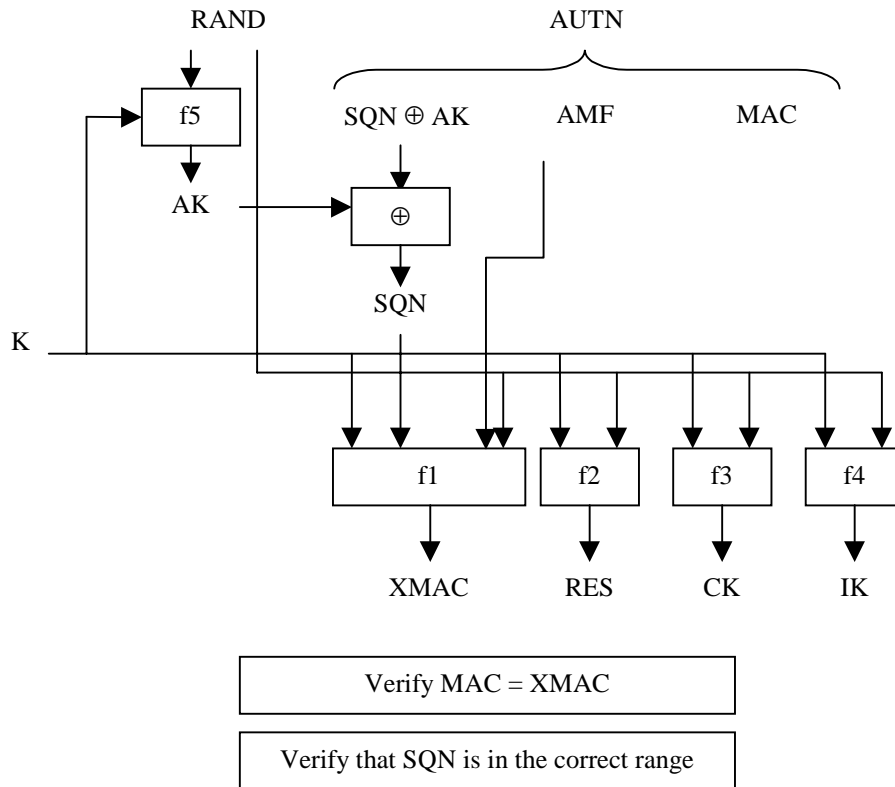 RAND AUTN
f5 SQN ⊕ AK AMF MAC
AK ⊕
SQN
K
f1 f2 f3 f4
XMAC RES CK IK
Verify MAC = XMAC
Verify that SQN is in the correct range